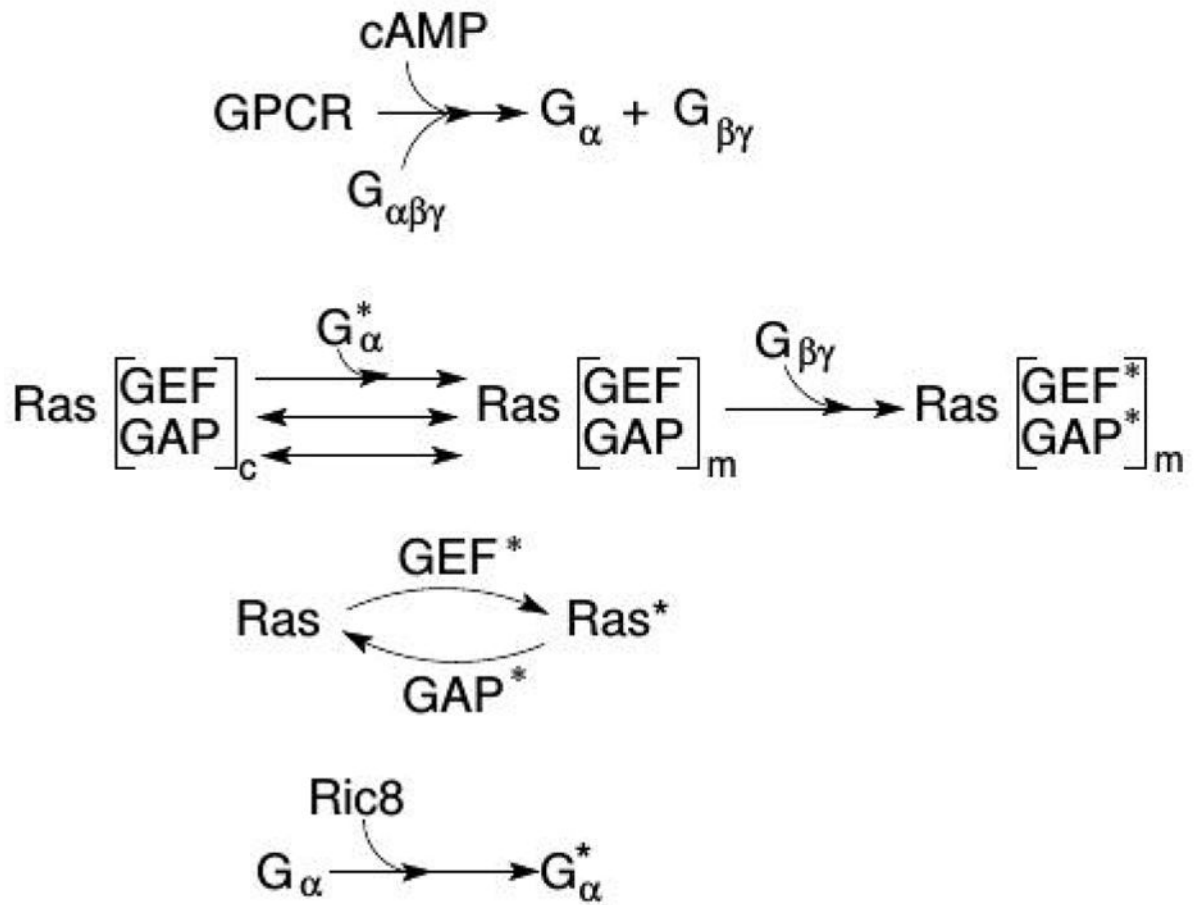 cAMP
GPCR Gα + Gβγ
Gαβγ
G*α Gβγ
Ras [GEF GAP]c Ras [GEF GAP]m Ras [GEF* GAP*]m
GEF*
Ras Ras*
GAP*
Ric8
Gα G*α